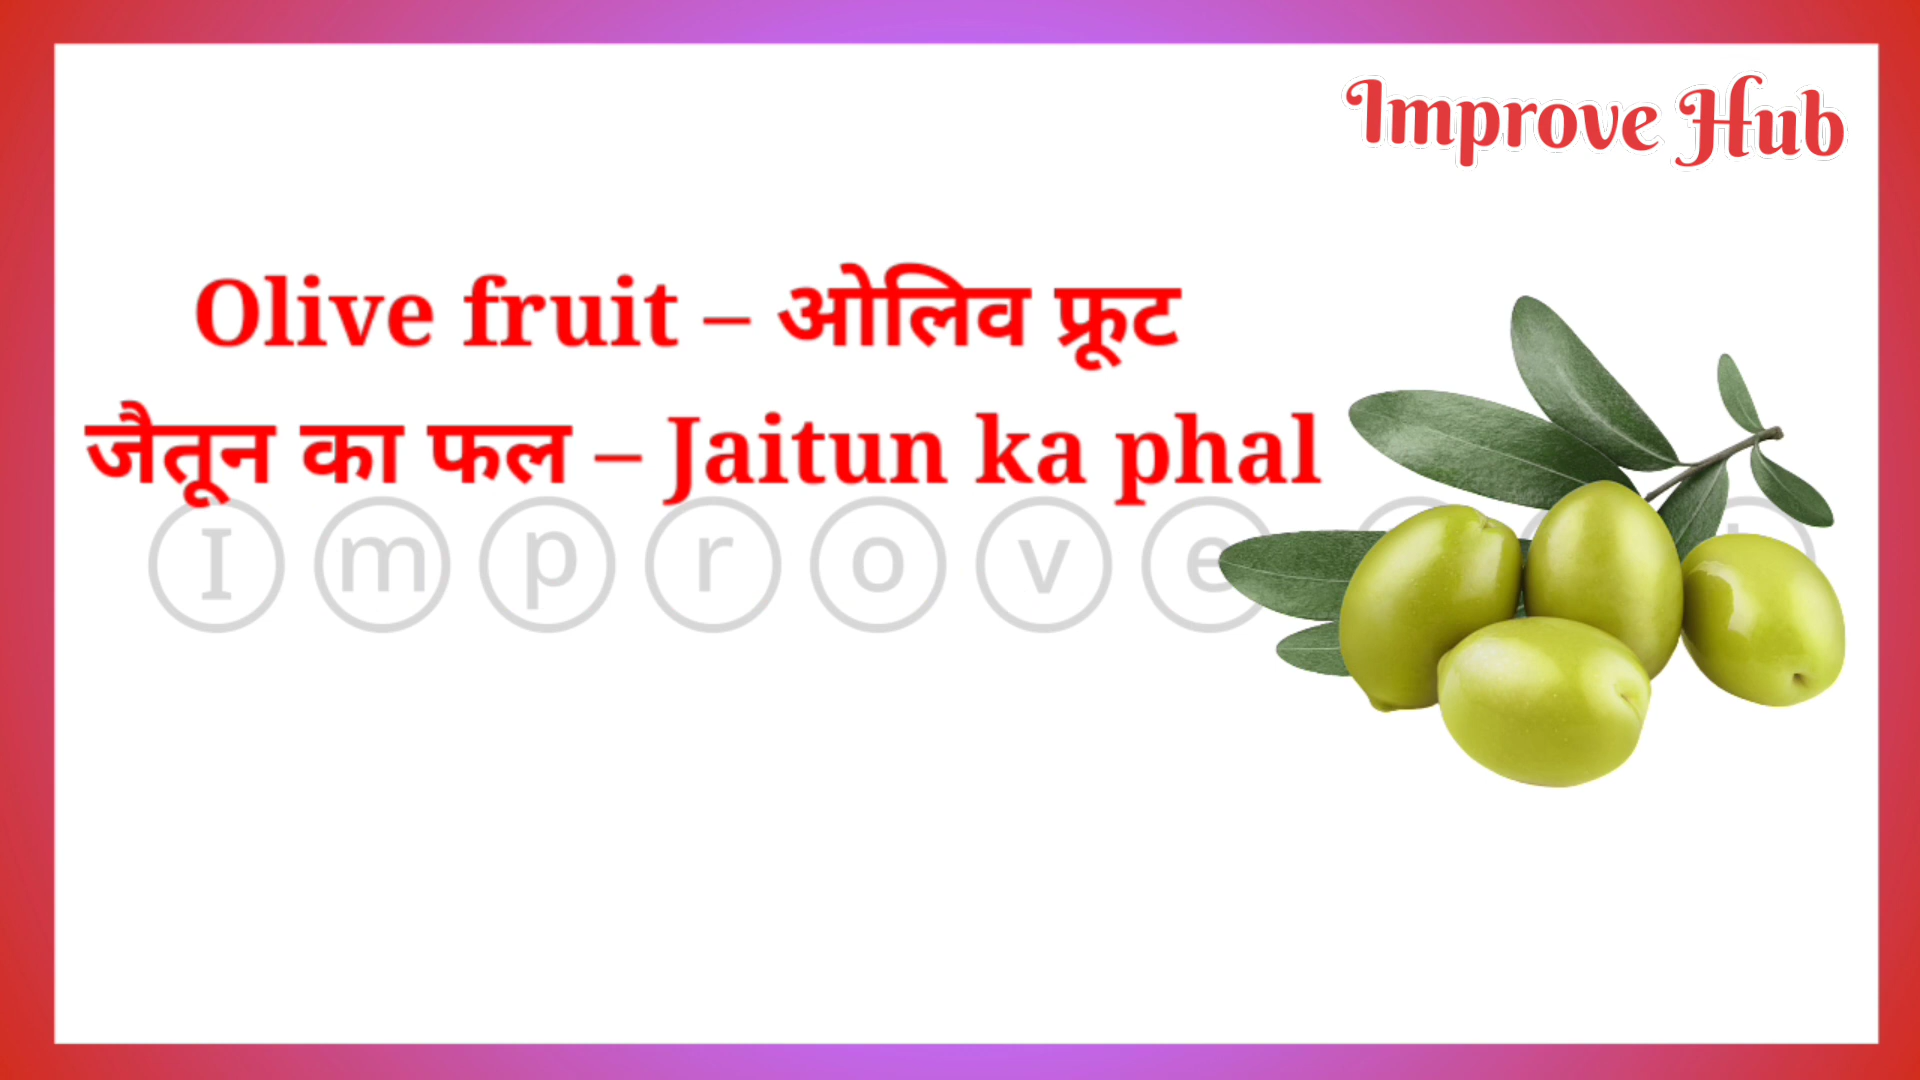 Improve Hub
Olive fruit – ओलिव फ्रूट
जैतून का फल – Jaitun ka phal
Improve